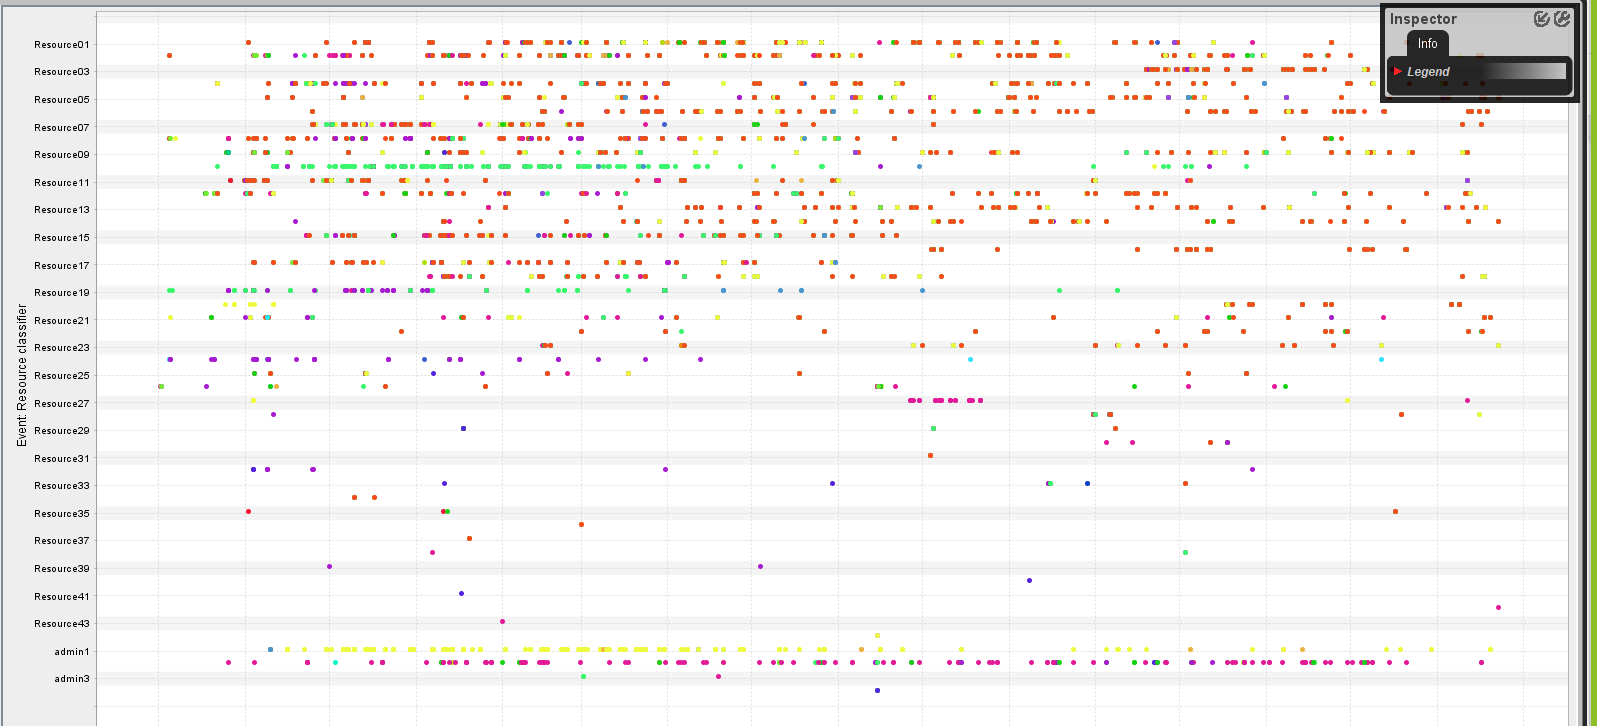 Inspector
Info
Legend
Event: Resource classifier
Resource01
Resource03
Resource05
Resource07
Resource09
Resource11
Resource13
Resource15
Resource17
Resource19
Resource21
Resource23
Resource25
Resource27
Resource29
Resource31
Resource33
Resource35
Resource37
Resource39
Resource41
Resource43
admin1
admin3